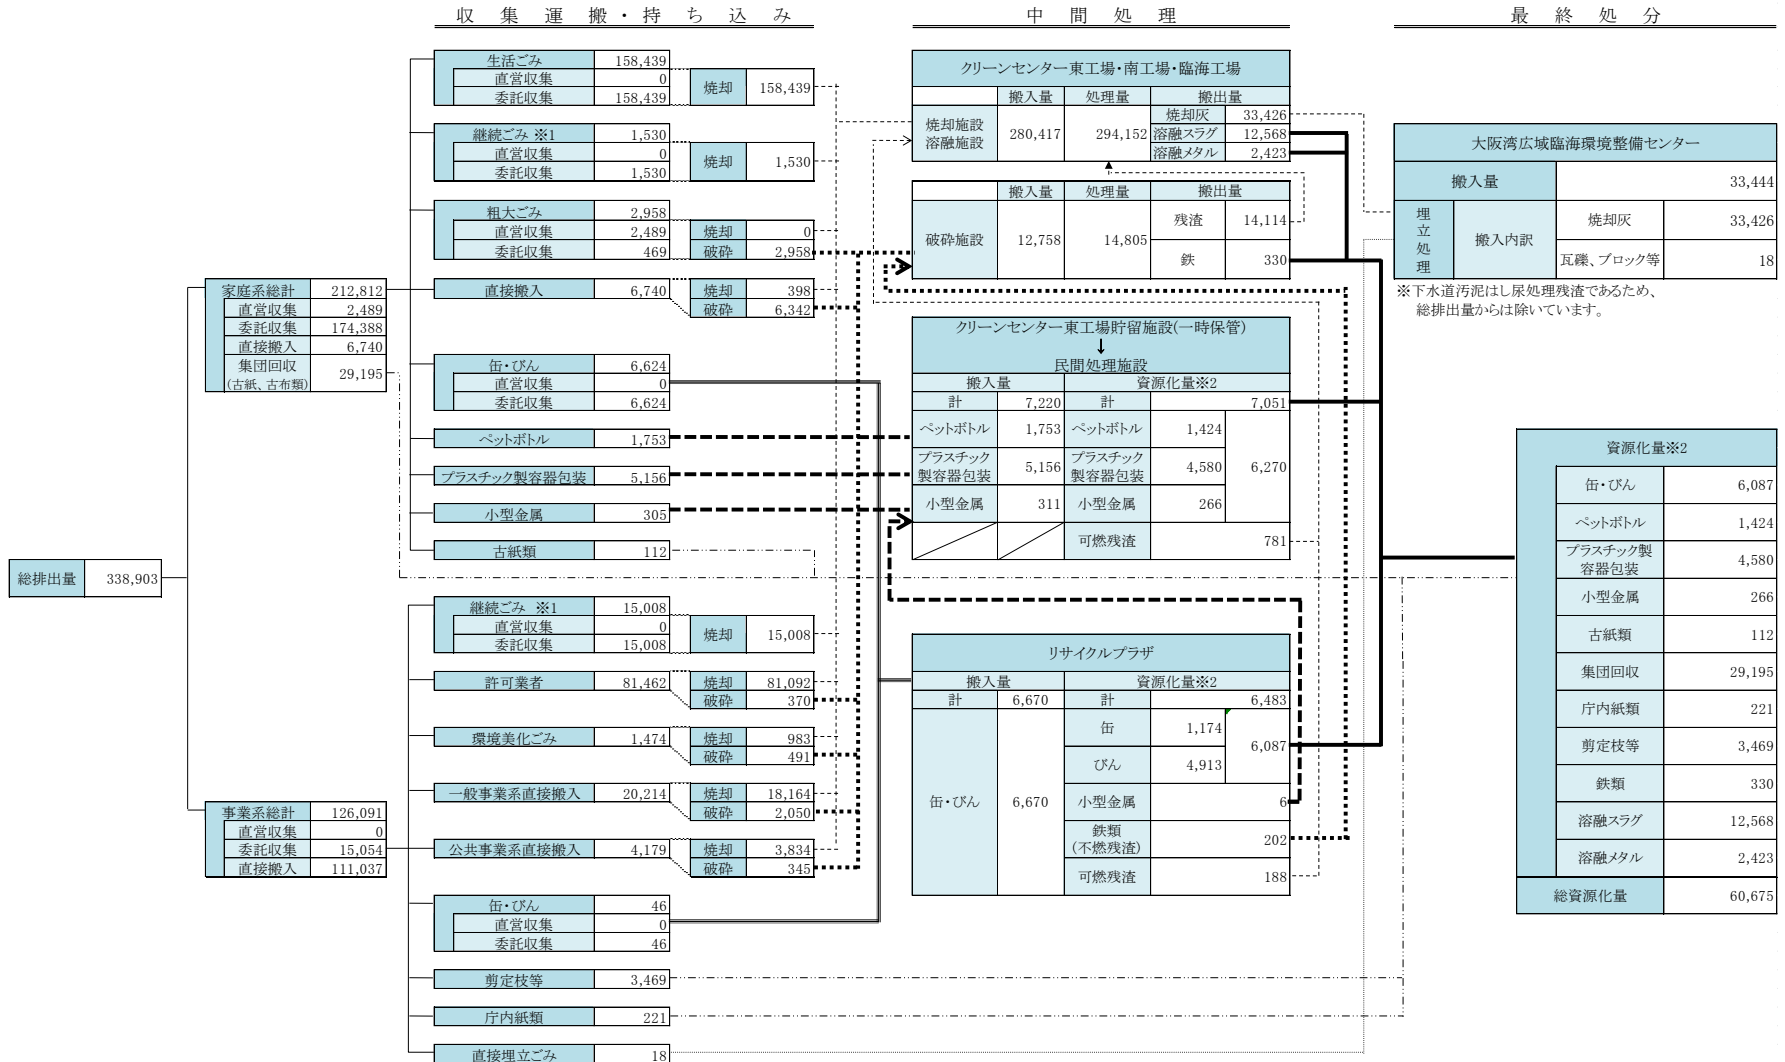 収集運搬・持ち込み
中間処理
最終処分
総排出量 338,903
家庭系総計 212,812
直営収集 2,489
委託収集 174,388
直接搬入 6,740
集団回収
(古紙、古布類) 29,195
事業系総計 126,091
直営収集 0
委託収集 15,054
直接搬入 111,037
生活ごみ 158,439
直営収集 0
委託収集 158,439
焼却 158,439
継続ごみ ※1 1,530
直営収集 0
委託収集 1,530
焼却 1,530
粗大ごみ 2,958
直営収集 2,489
委託収集 469
焼却 0
破砕 2,958
直接搬入 6,740
焼却 398
破砕 6,342
缶・びん 6,624
直営収集 0
委託収集 6,624
ペットボトル 1,753
プラスチック製容器包装 5,156
小型金属 305
古紙類 112
継続ごみ ※1 15,008
直営収集 0
委託収集 15,008
焼却 15,008
許可業者 81,462
焼却 81,092
破砕 370
環境美化ごみ 1,474
焼却 983
破砕 491
一般事業系直接搬入 20,214
焼却 18,164
破砕 2,050
公共事業系直接搬入 4,179
焼却 3,834
破砕 345
缶・びん 46
直営収集 0
委託収集 46
剪定枝等 3,469
庁内紙類 221
直接埋立ごみ 18
クリーンセンター東工場・南工場・臨海工場
搬入量 処理量 搬出量
焼却施設
溶融施設 280,417 294,152
焼却灰 33,426
溶融スラグ 12,568
溶融メタル 2,423
搬入量 処理量 搬出量
破砕施設 12,758 14,805
残渣 14,114
鉄 330
クリーンセンター東工場貯留施設(一時保管)
↓
民間処理施設
搬入量 資源化量※2
計 7,220 計 7,051
ペットボトル 1,753 ペットボトル 1,424
プラスチック
製容器包装 5,156 プラスチック
製容器包装 4,580 6,270
小型金属 311 小型金属 266
可燃残渣 781
リサイクルプラザ
搬入量 資源化量※2
計 6,670 計 6,483
缶・びん 6,670
缶 1,174
びん 4,913
6,087
小型金属 6
鉄類
(不燃残渣) 202
可燃残渣 188
大阪湾広域臨海環境整備センター
搬入量 33,444
埋立処理 搬入内訳
焼却灰 33,426
瓦礫、ブロック等 18
※下水道汚泥はし尿処理残渣であるため、
総排出量からは除いています。
資源化量※2
缶・びん 6,087
ペットボトル 1,424
プラスチック製
容器包装 4,580
小型金属 266
古紙類 112
集団回収 29,195
庁内紙類 221
剪定枝等 3,469
鉄類 330
溶融スラグ 12,568
溶融メタル 2,423
総資源化量 60,675